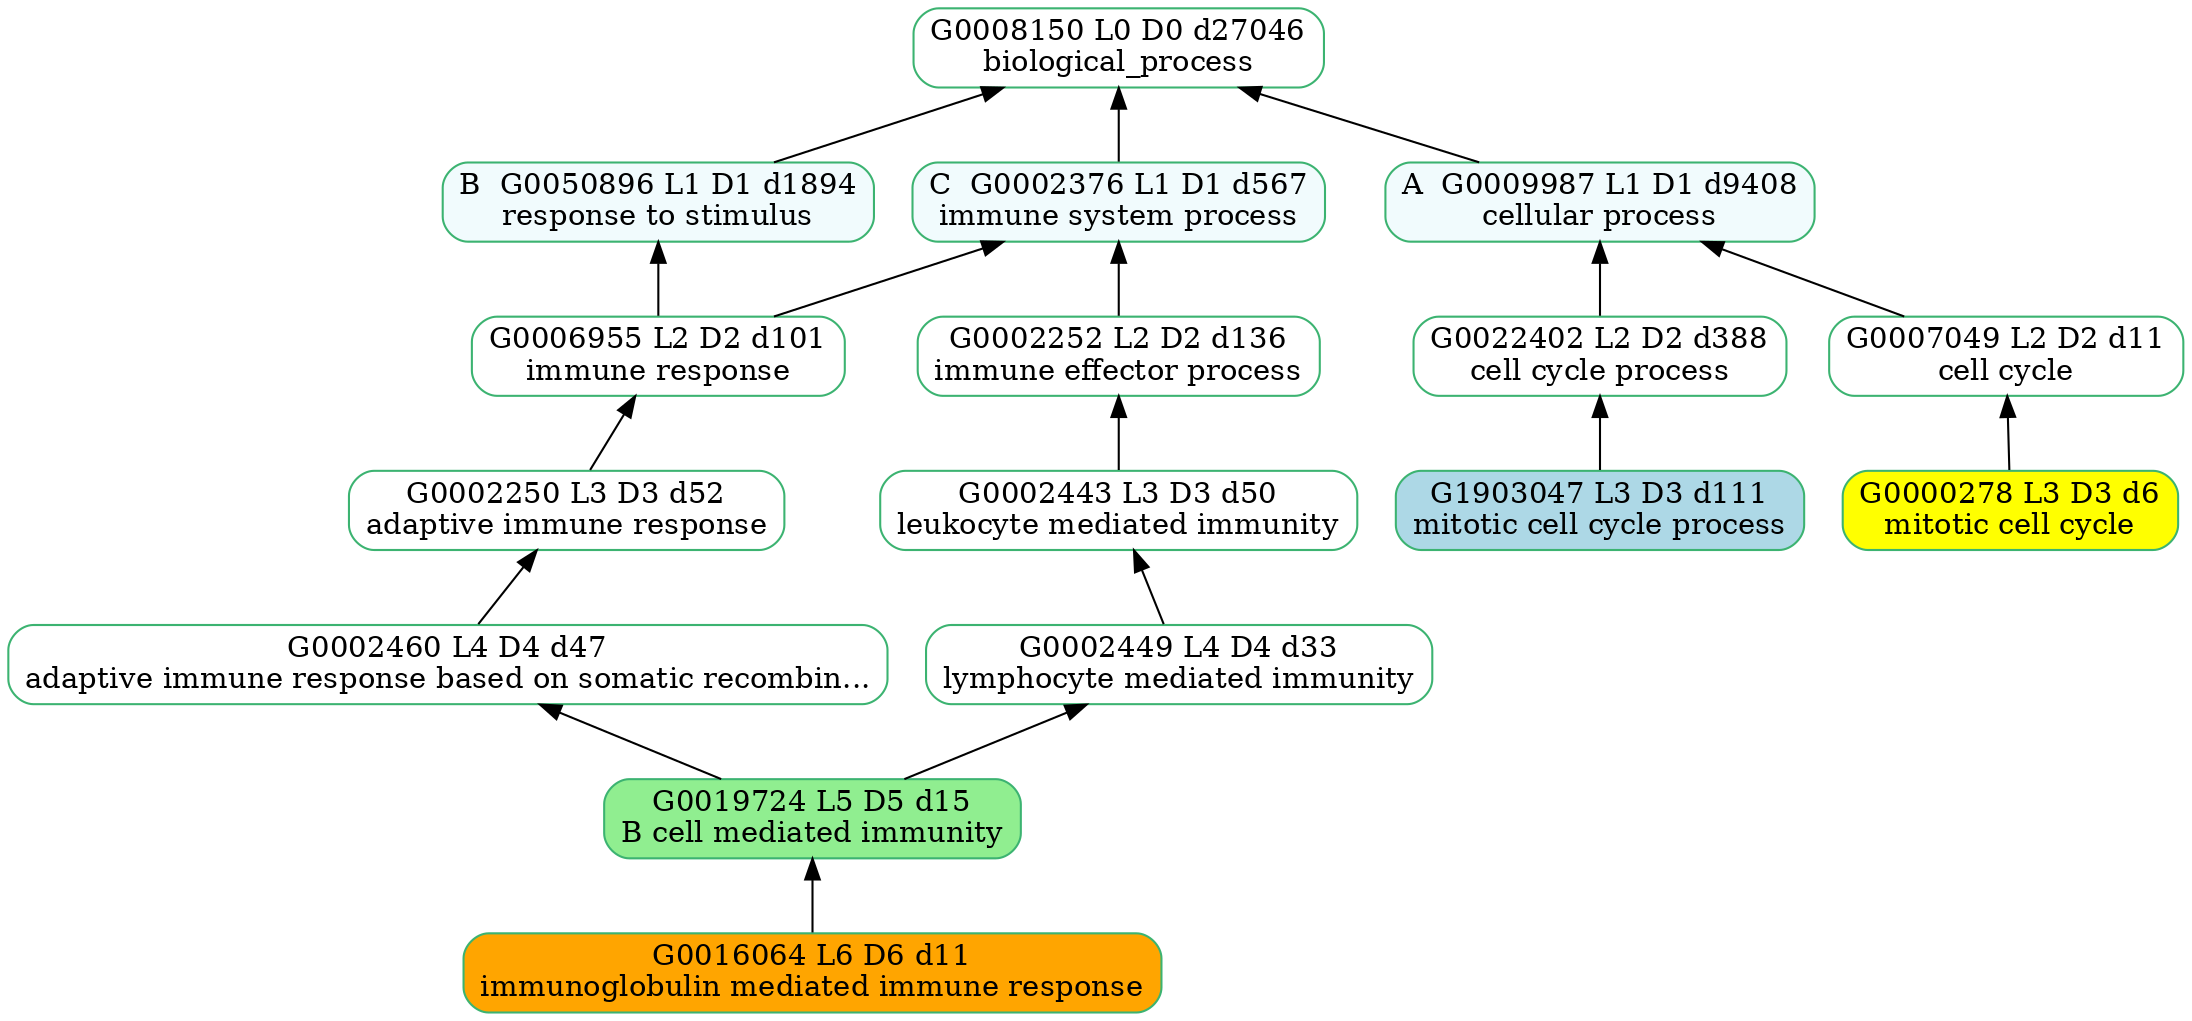 G0008150 L0 D0 d27046
biological_process
B  G0050896 L1 D1 d1894
response to stimulus
C  G0002376 L1 D1 d567
immune system process
A  G0009987 L1 D1 d9408
cellular process
G0006955 L2 D2 d101
immune response
G0002252 L2 D2 d136
immune effector process
G0022402 L2 D2 d388
cell cycle process
G0007049 L2 D2 d11
cell cycle
G0002250 L3 D3 d52
adaptive immune response
G0002443 L3 D3 d50
leukocyte mediated immunity
G1903047 L3 D3 d111
mitotic cell cycle process
G0000278 L3 D3 d6
mitotic cell cycle
G0002460 L4 D4 d47
adaptive immune response based on somatic recombin...
G0002449 L4 D4 d33
lymphocyte mediated immunity
G0019724 L5 D5 d15
B cell mediated immunity
G0016064 L6 D6 d11
immunoglobulin mediated immune response